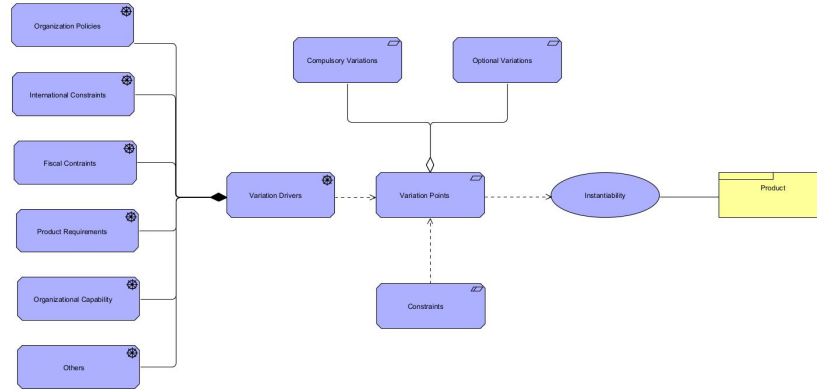 Organization Policies
International Constraints
Fiscal Contraints
Product Requirements
Organizational Capability
Others
Variation Drivers
Compulsory Variations
Optional Variations
Variation Points
Constraints
Instantiability
Product